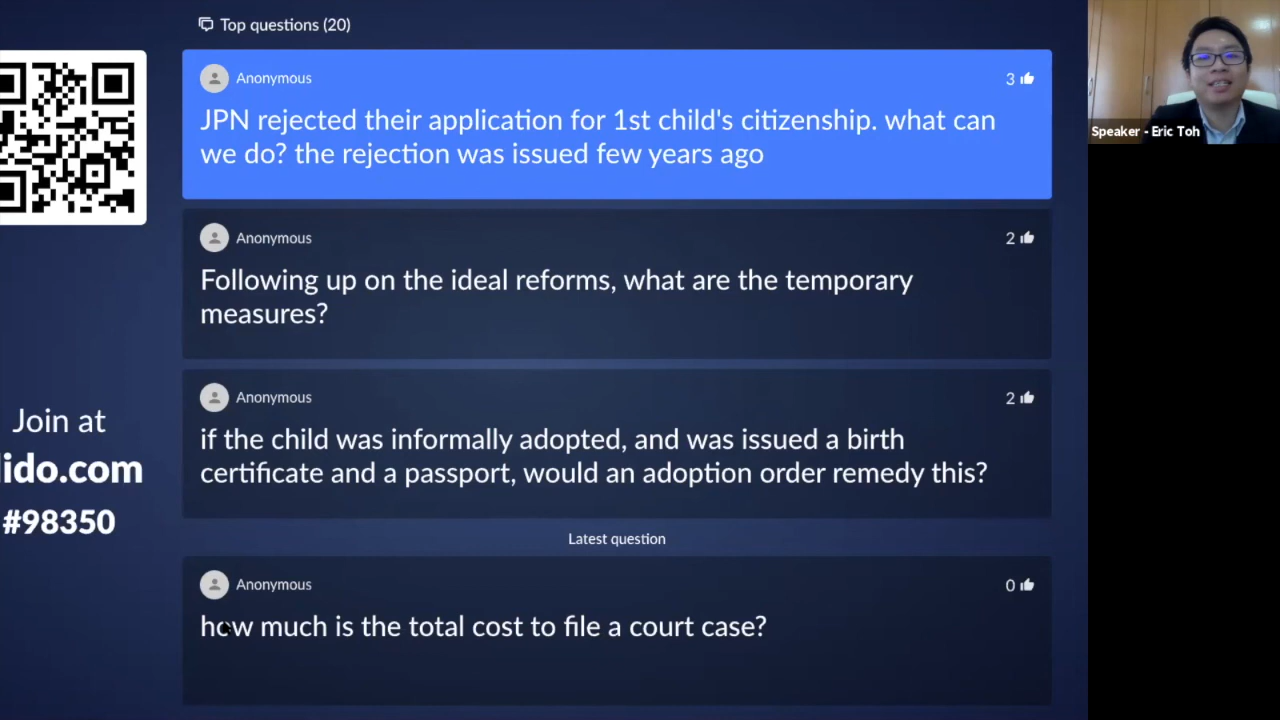 Top questions (20)
Anonymous
3
JPN rejected their application for 1st child's citizenship. what can
we do? the rejection was issued few years ago
Anonymous
2
Following up on the ideal reforms, what are the temporary
measures?
Anonymous
2
if the child was informally adopted, and was issued a birth
certificate and a passport, would an adoption order remedy this?
Latest question
Anonymous
0
how much is the total cost to file a court case?
Join at
lido.com
#98350
Speaker - Eric Toh